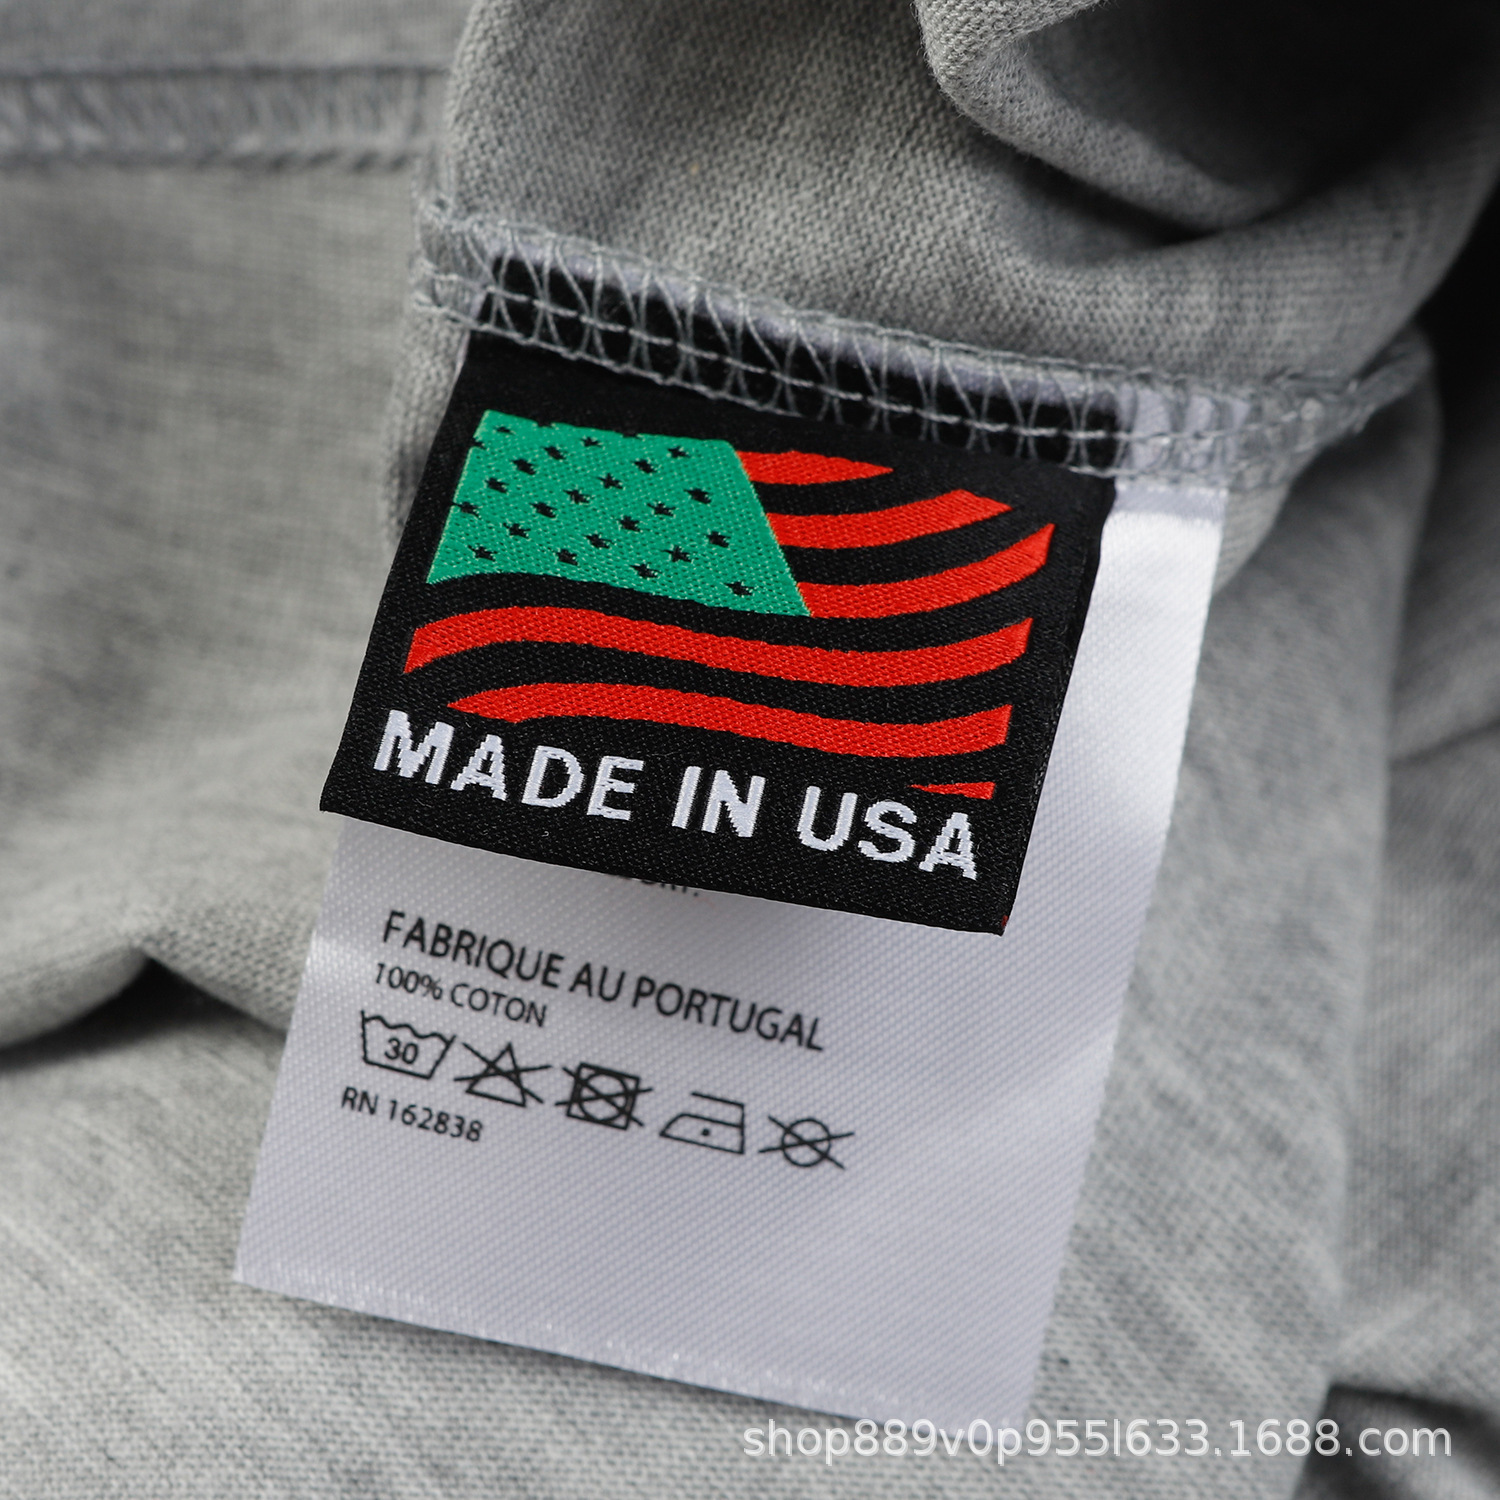 MADE IN USA
FABRIQUE AU PORTUGAL
100% COTON
30
RN 162838
shop889v0p955l633.1688.com